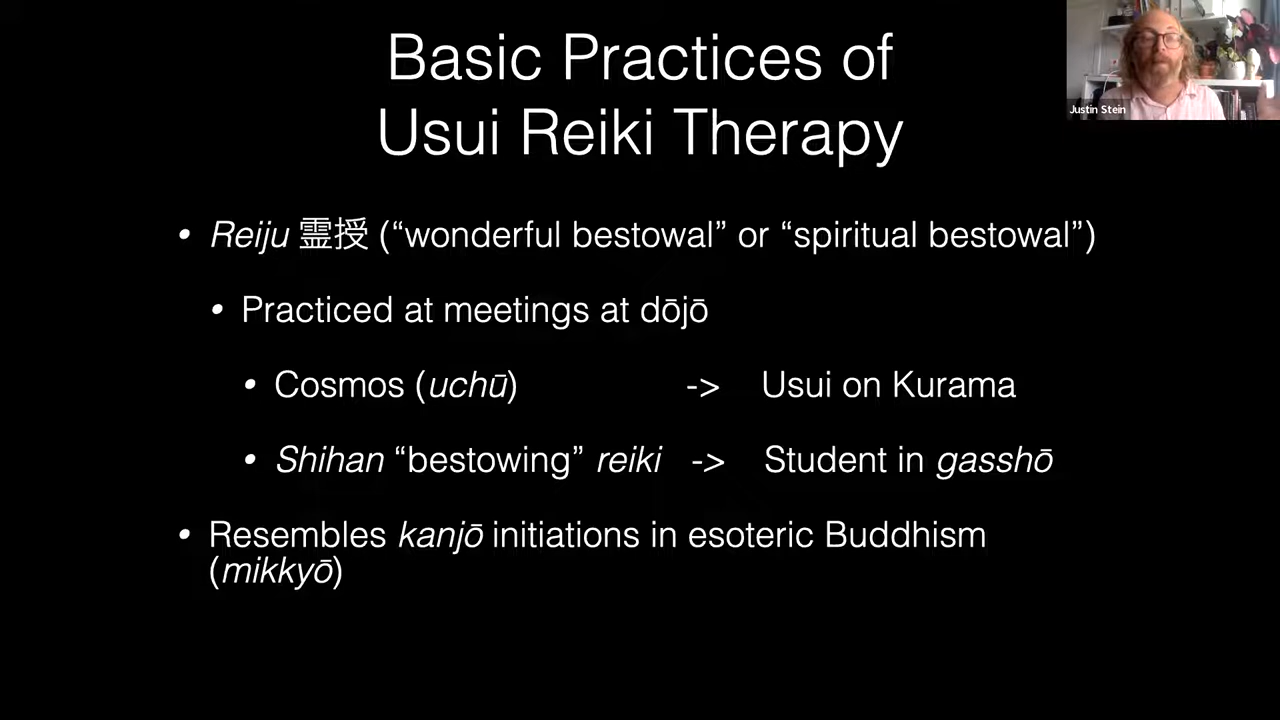 Basic Practices of
Usui Reiki Therapy
Justin Stein
• Reiju 霊授 (“wonderful bestowal” or “spiritual bestowal”)
• Practiced at meetings at dōjō
• Cosmos (uchū) -> Usui on Kurama
• Shihan “bestowing” reiki -> Student in gasshō
• Resembles kanjō initiations in esoteric Buddhism
(mikkyō)